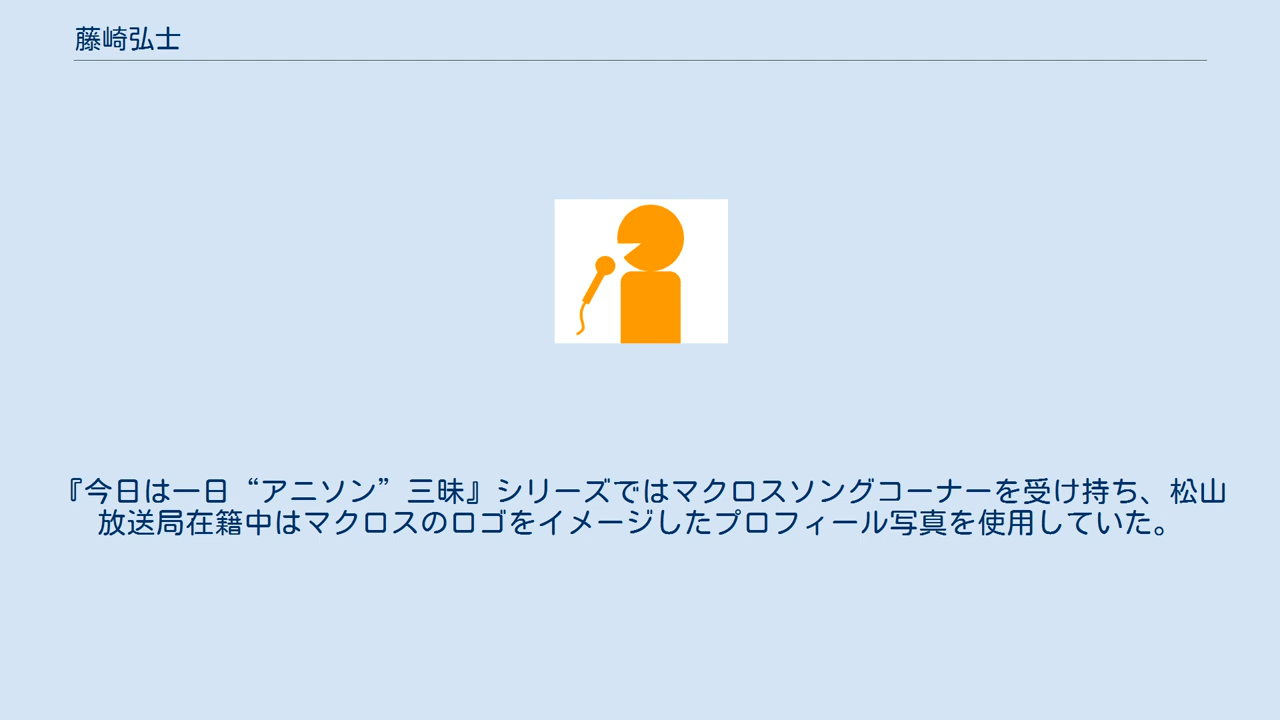 藤崎弘士
『今日は一日“アニソン”三昧』シリーズではマクロスソングコーナーを受け持ち、松山
放送局在籍中はマクロスのロゴをイメージしたプロフィール写真を使用していた。